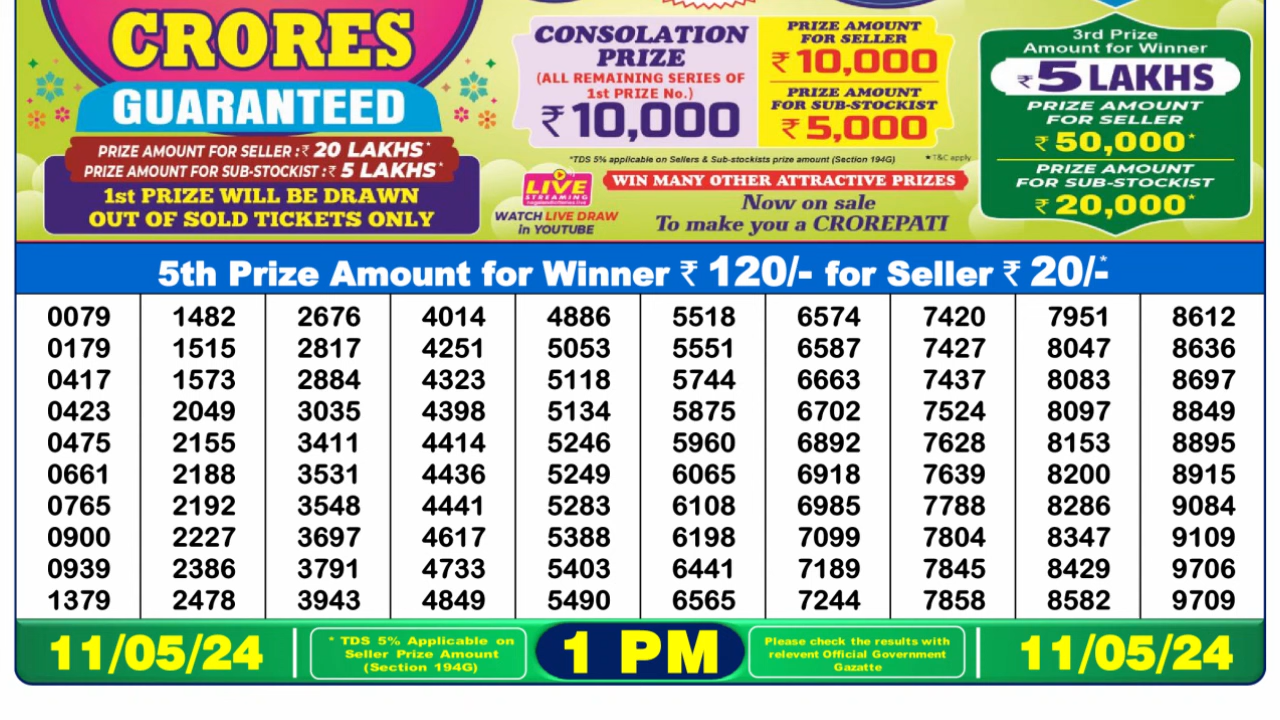 CRORES
GUARANTEED
PRIZE AMOUNT FOR SELLER :₹ 20 LAKHS*
PRIZE AMOUNT FOR SUB-STOCKIST :₹ 5 LAKHS*
1st PRIZE WILL BE DRAWN
OUT OF SOLD TICKETS ONLY
CONSOLATION
PRIZE
(ALL REMAINING SERIES OF
1st PRIZE No.)
₹ 10,000
PRIZE AMOUNT
FOR SELLER
₹ 10,000
PRIZE AMOUNT
FOR SUB-STOCKIST
₹ 5,000
*TDS 5% applicable on Sellers & Sub-stockists prize amount (Section 194G)
★T&C apply
LIVE
STREAMING
WATCH LIVE DRAW
in YOUTUBE
WIN MANY OTHER ATTRACTIVE PRIZES
Now on sale
To make you a CROREPATI
3rd Prize
Amount for Winner
₹ 5 LAKHS
PRIZE AMOUNT
FOR SELLER
₹ 50,000*
PRIZE AMOUNT
FOR SUB-STOCKIST
₹ 20,000*
5th Prize Amount for Winner ₹ 120/- for Seller ₹ 20/-*
0079 1482 2676 4014 4886 5518 6574 7420 7951 8612
0179 1515 2817 4251 5053 5551 6587 7427 8047 8636
0417 1573 2884 4323 5118 5744 6663 7437 8083 8697
0423 2049 3035 4398 5134 5875 6702 7524 8097 8849
0475 2155 3411 4414 5246 5960 6892 7628 8153 8895
0661 2188 3531 4436 5249 6065 6918 7639 8200 8915
0765 2192 3548 4441 5283 6108 6985 7788 8286 9084
0900 2227 3697 4617 5388 6198 7099 7804 8347 9109
0939 2386 3791 4733 5403 6441 7189 7845 8429 9706
1379 2478 3943 4849 5490 6565 7244 7858 8582 9709
11/05/24
* TDS 5% Applicable on
Seller Prize Amount
(Section 194G)
1 PM
Please check the results with
relevent Official Government
Gazatte
11/05/24